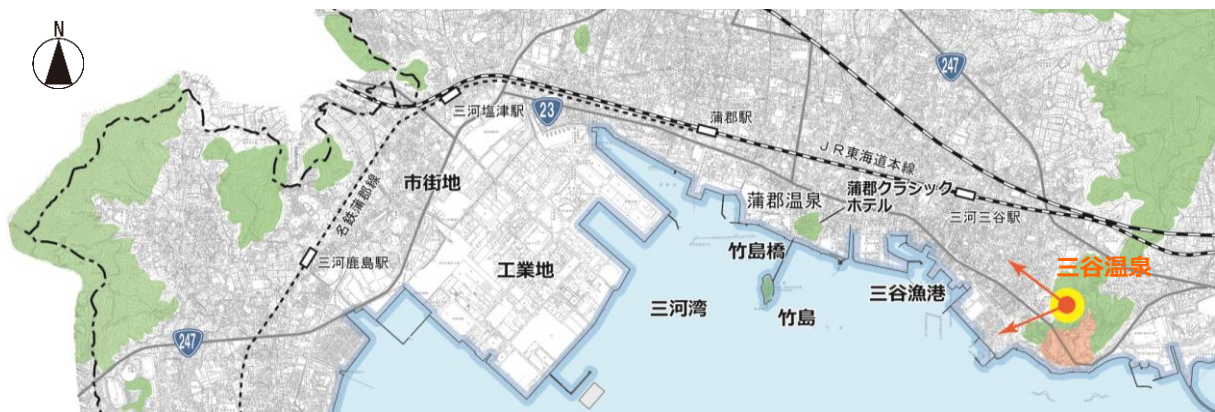 N
247
三河塩津駅
23
蒲郡駅
JR東海道本線
市街地
名鉄蒲郡線
蒲郡温泉
蒲郡クラシック
ホテル
三河三谷駅
三河鹿島駅
工業地
竹島橋
三谷温泉
三河湾
竹島
三谷漁港
247